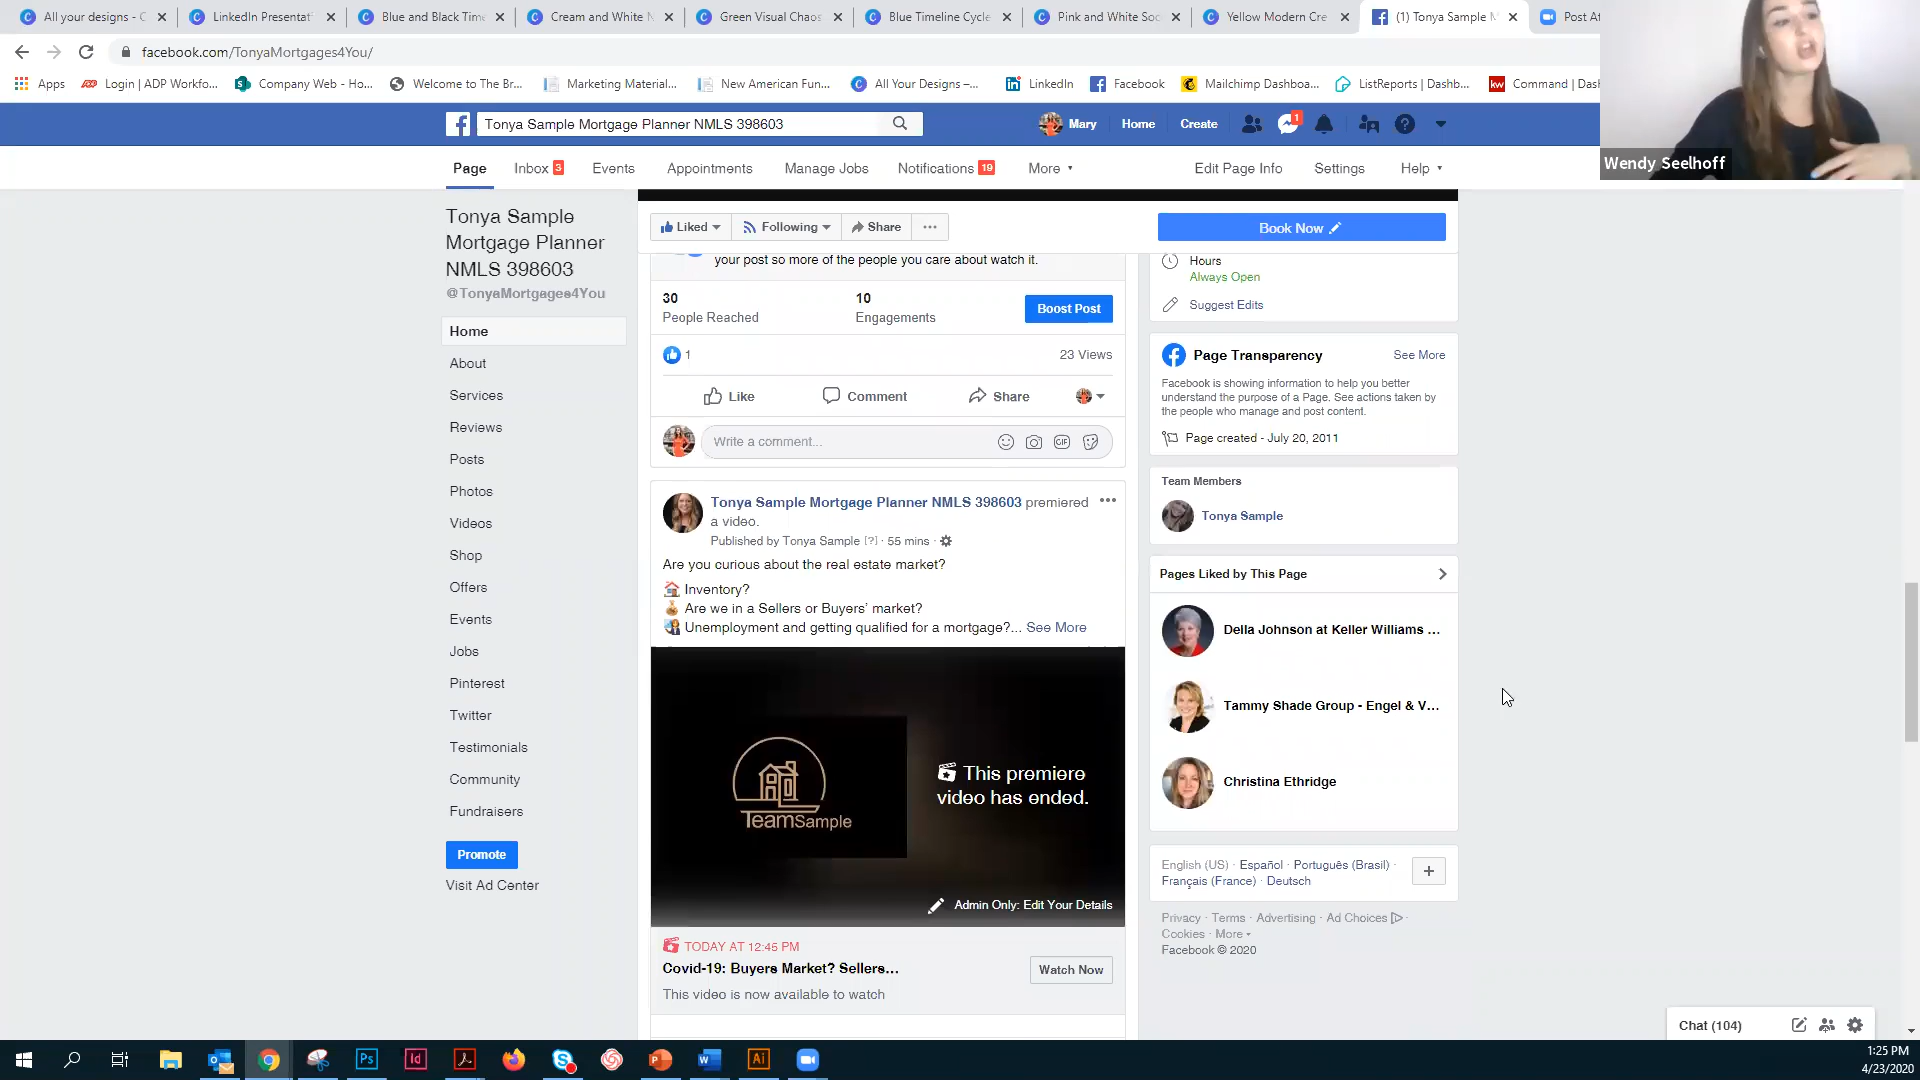 All your designs - C
LinkedIn Presentat
Blue and Black Time
Cream and White N
Green Visual Chaos
Blue Timeline Cycle
Pink and White Soc
Yellow Modern Cre
(1) Tonya Sample M
Post At
facebook.com/TonyaMortgages4You/
Apps
Login | ADP Workfo...
Company Web - Ho...
Welcome to The Br...
Marketing Material...
New American Fun...
All Your Designs –...
LinkedIn
Facebook
Mailchimp Dashboa...
ListReports | Dashb...
Command | Das
Wendy Seelhoff
Tonya Sample Mortgage Planner NMLS 398603
Mary
Home
Create
1
Page
Inbox 3
Events
Appointments
Manage Jobs
Notifications 19
More
Edit Page Info
Settings
Help
Tonya Sample
Mortgage Planner
NMLS 398603
@TonyaMortgages4You
Home
About
Services
Reviews
Posts
Photos
Videos
Shop
Offers
Events
Jobs
Pinterest
Twitter
Testimonials
Community
Fundraisers
Promote
Visit Ad Center
Liked
Following
Share
Book Now
your post so more of the people you care about watch it.
30
People Reached
10
Engagements
Boost Post
1
23 Views
Like
Comment
Share
Write a comment...
GIF
Tonya Sample Mortgage Planner NMLS 398603 premiered
a video.
Published by Tonya Sample [?] · 55 mins ·
Are you curious about the real estate market?
Inventory?
Are we in a Sellers or Buyers' market?
Unemployment and getting qualified for a mortgage?... See More
TeamSample
This premiere
video has ended.
Admin Only: Edit Your Details
TODAY AT 12:45 PM
Covid-19: Buyers Market? Sellers...
This video is now available to watch
Watch Now
Hours
Always Open
Suggest Edits
Page Transparency
See More
Facebook is showing information to help you better
understand the purpose of a Page. See actions taken by
the people who manage and post content.
Page created - July 20, 2011
Team Members
Tonya Sample
Pages Liked by This Page
Della Johnson at Keller Williams ...
Tammy Shade Group - Engel & V...
Christina Ethridge
English (US) · Español · Português (Brasil) ·
Français (France) · Deutsch
Privacy · Terms · Advertising · Ad Choices ·
Cookies · More
Facebook © 2020
Chat (104)
Ps
Id
Ai
1:25 PM
4/23/2020